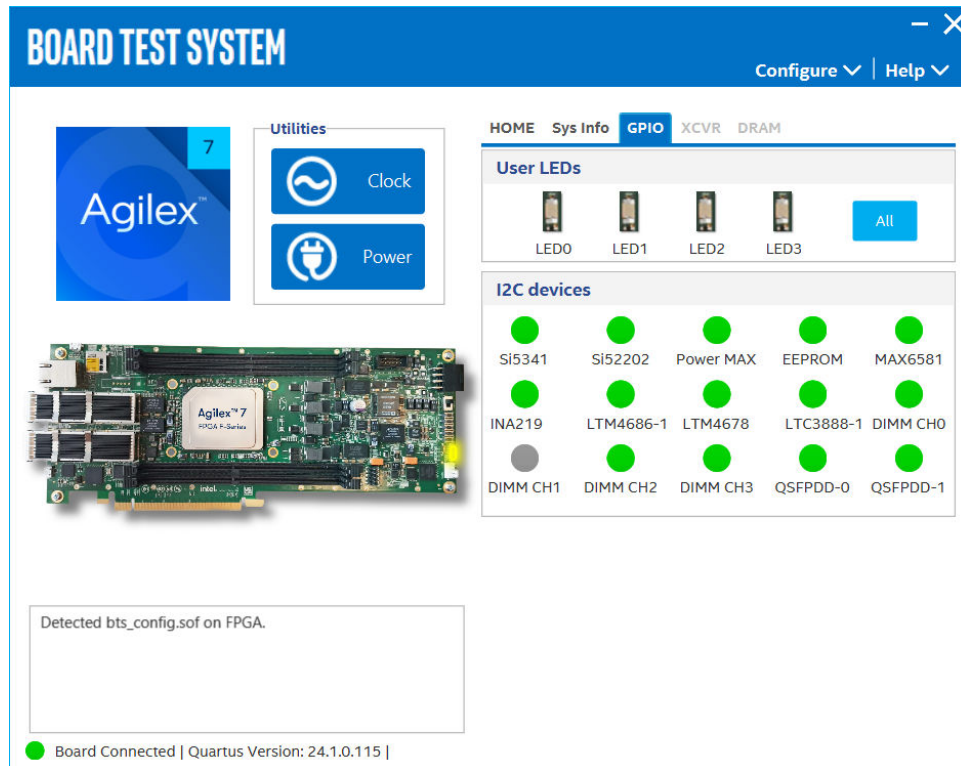 BOARD TEST SYSTEM
Configure | Help
7
Agilex™
Utilities
Clock
Power
HOME Sys Info GPIO XCVR DRAM
User LEDs
LED0 LED1 LED2 LED3 All
I2C devices
Si5341 Si52202 Power MAX EEPROM MAX6581
INA219 LTM4686-1 LTM4678 LTC3888-1 DIMM CH0
DIMM CH1 DIMM CH2 DIMM CH3 QSFPDD-0 QSFPDD-1
Agilex™ 7
FPGA F-Series
intel
Detected bts_config.sof on FPGA.
Board Connected | Quartus Version: 24.1.0.115 |